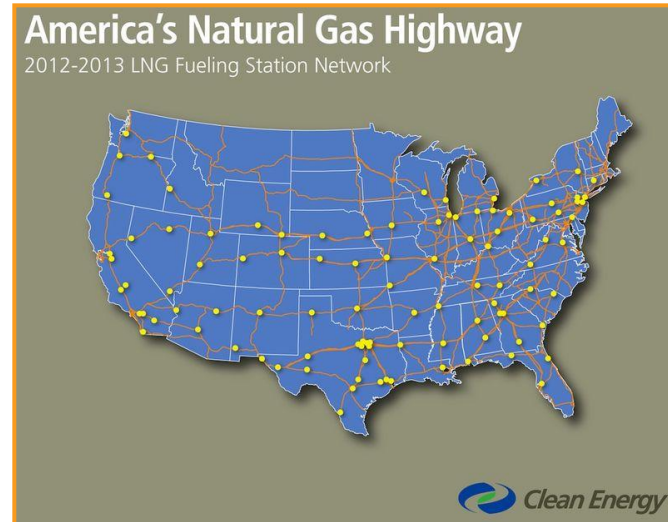 America's Natural Gas Highway
2012-2013 LNG Fueling Station Network
Clean Energy